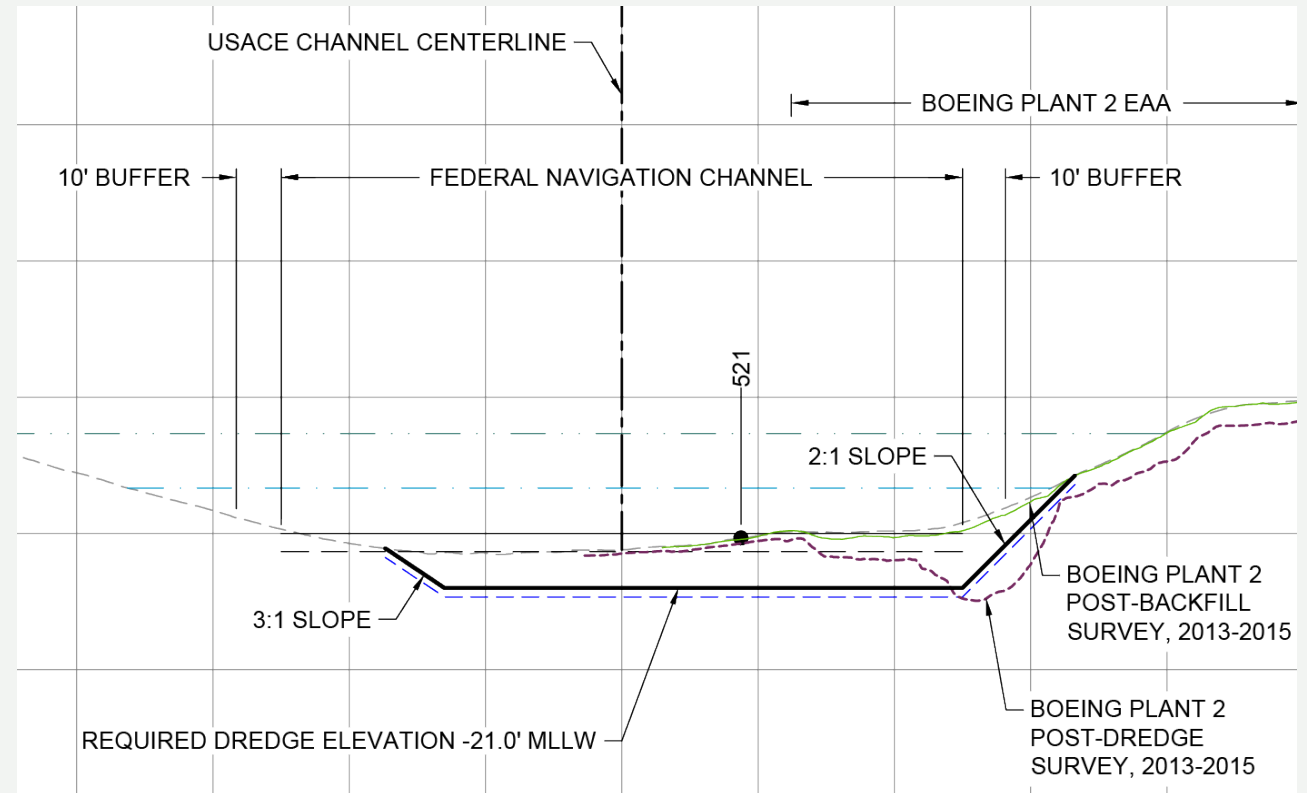 USACE CHANNEL CENTERLINE
BOEING PLANT 2 EAA
10' BUFFER
FEDERAL NAVIGATION CHANNEL
10' BUFFER
521
2:1 SLOPE
3:1 SLOPE
BOEING PLANT 2
POST-BACKFILL
SURVEY, 2013-2015
REQUIRED DREDGE ELEVATION -21.0' MLLW
BOEING PLANT 2
POST-DREDGE
SURVEY, 2013-2015